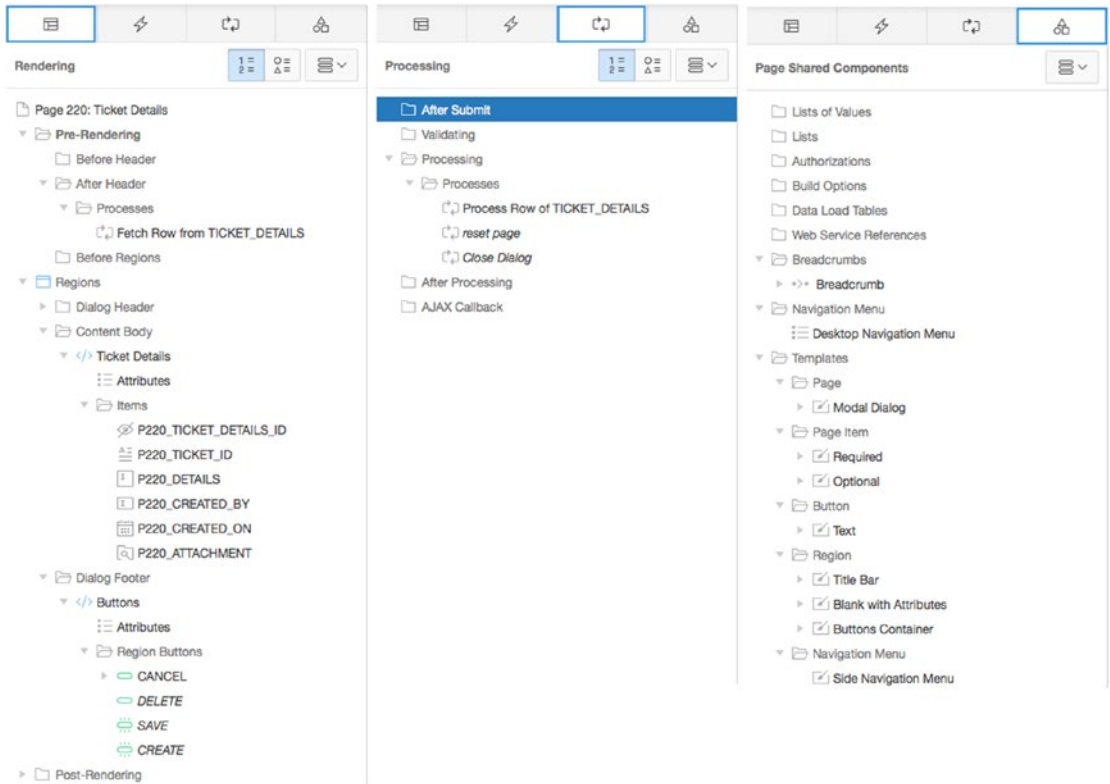 Rendering
Page 220: Ticket Details
Pre-Rendering
Before Header
After Header
Processes
Fetch Row from TICKET_DETAILS
Before Regions
Regions
Dialog Header
Content Body
Ticket Details
Attributes
Items
P220_TICKET_DETAILS_ID
P220_TICKET_ID
P220_DETAILS
P220_CREATED_BY
P220_CREATED_ON
P220_ATTACHMENT
Dialog Footer
Buttons
Attributes
Region Buttons
CANCEL
DELETE
SAVE
CREATE
Post-Rendering
Processing
After Submit
Validating
Processing
Processes
Process Row of TICKET_DETAILS
reset page
Close Dialog
After Processing
AJAX Callback
Page Shared Components
Lists of Values
Lists
Authorizations
Build Options
Data Load Tables
Web Service References
Breadcrumbs
Breadcrumb
Navigation Menu
Desktop Navigation Menu
Templates
Page
Modal Dialog
Page Item
Required
Optional
Button
Text
Region
Title Bar
Blank with Attributes
Buttons Container
Navigation Menu
Side Navigation Menu